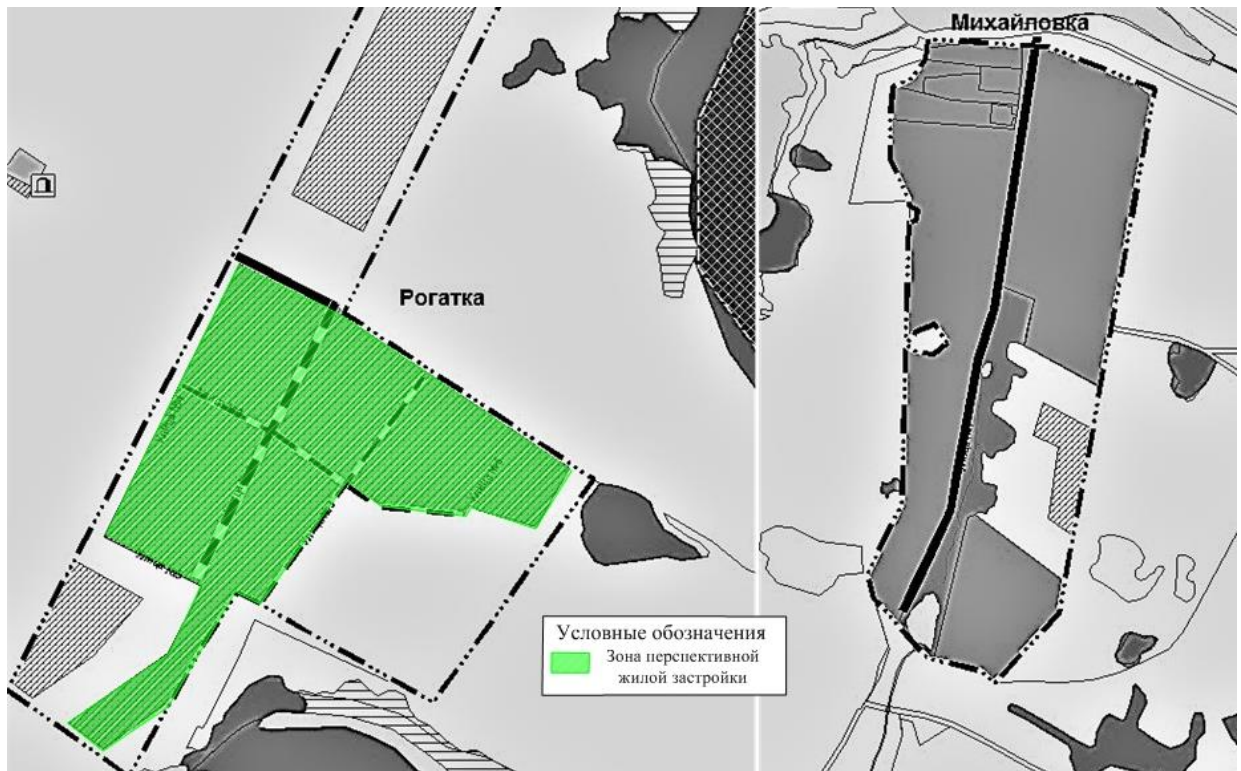 Михайловка
Рогатка
Условные обозначения
Зона перспективной
жилой застройки